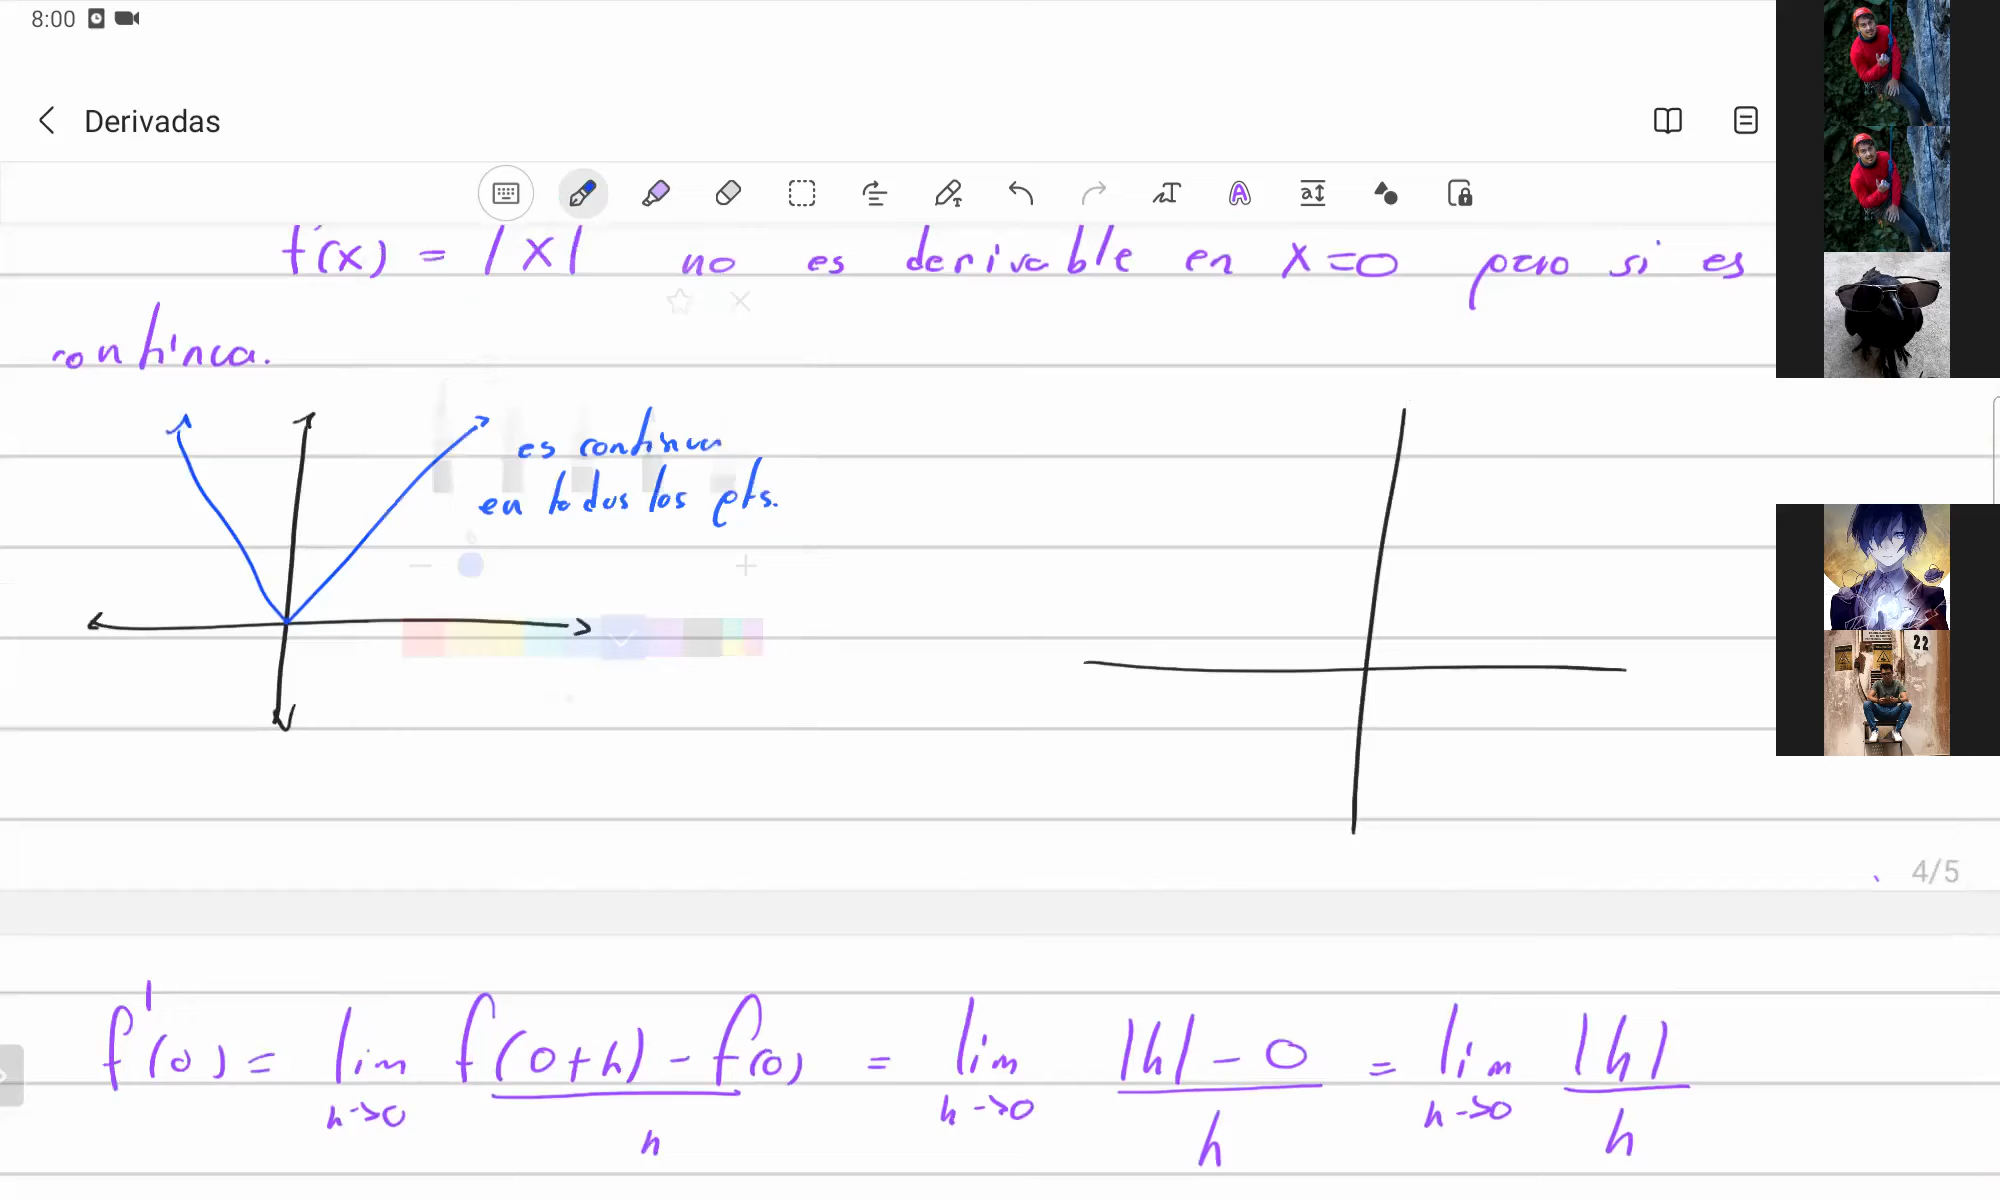 8:00
Derivadas
f(x) = |x| no es derivable en x=0 pero si es
continua.
es continua
en todos los pts.
4/5
f'(0) = lim h->0 f(0+h) - f(0) / h = lim h->0 |h| - 0 / h = lim h->0 |h| / h
22